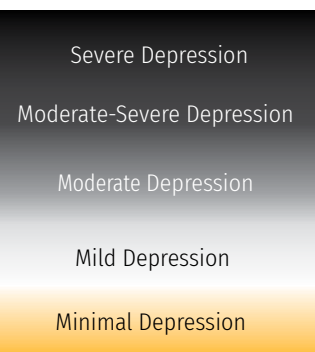 Severe Depression
Moderate-Severe Depression
Moderate Depression
Mild Depression
Minimal Depression